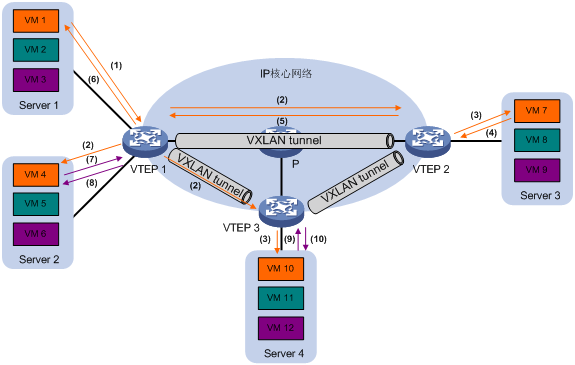 VM 1
VM 2
VM 3
Server 1
(1)
(6)
IP核心网络
(2)
(5)
VXLAN tunnel
P
VTEP 1
VTEP 2
(3)
(4)
VM 7
VM 8
VM 9
Server 3
(2)
(7)
(8)
VM 4
VM 5
VM 6
Server 2
VXLAN tunnel
(2)
VXLAN tunnel
VTEP 3
(3)
(9)
(10)
VM 10
VM 11
VM 12
Server 4